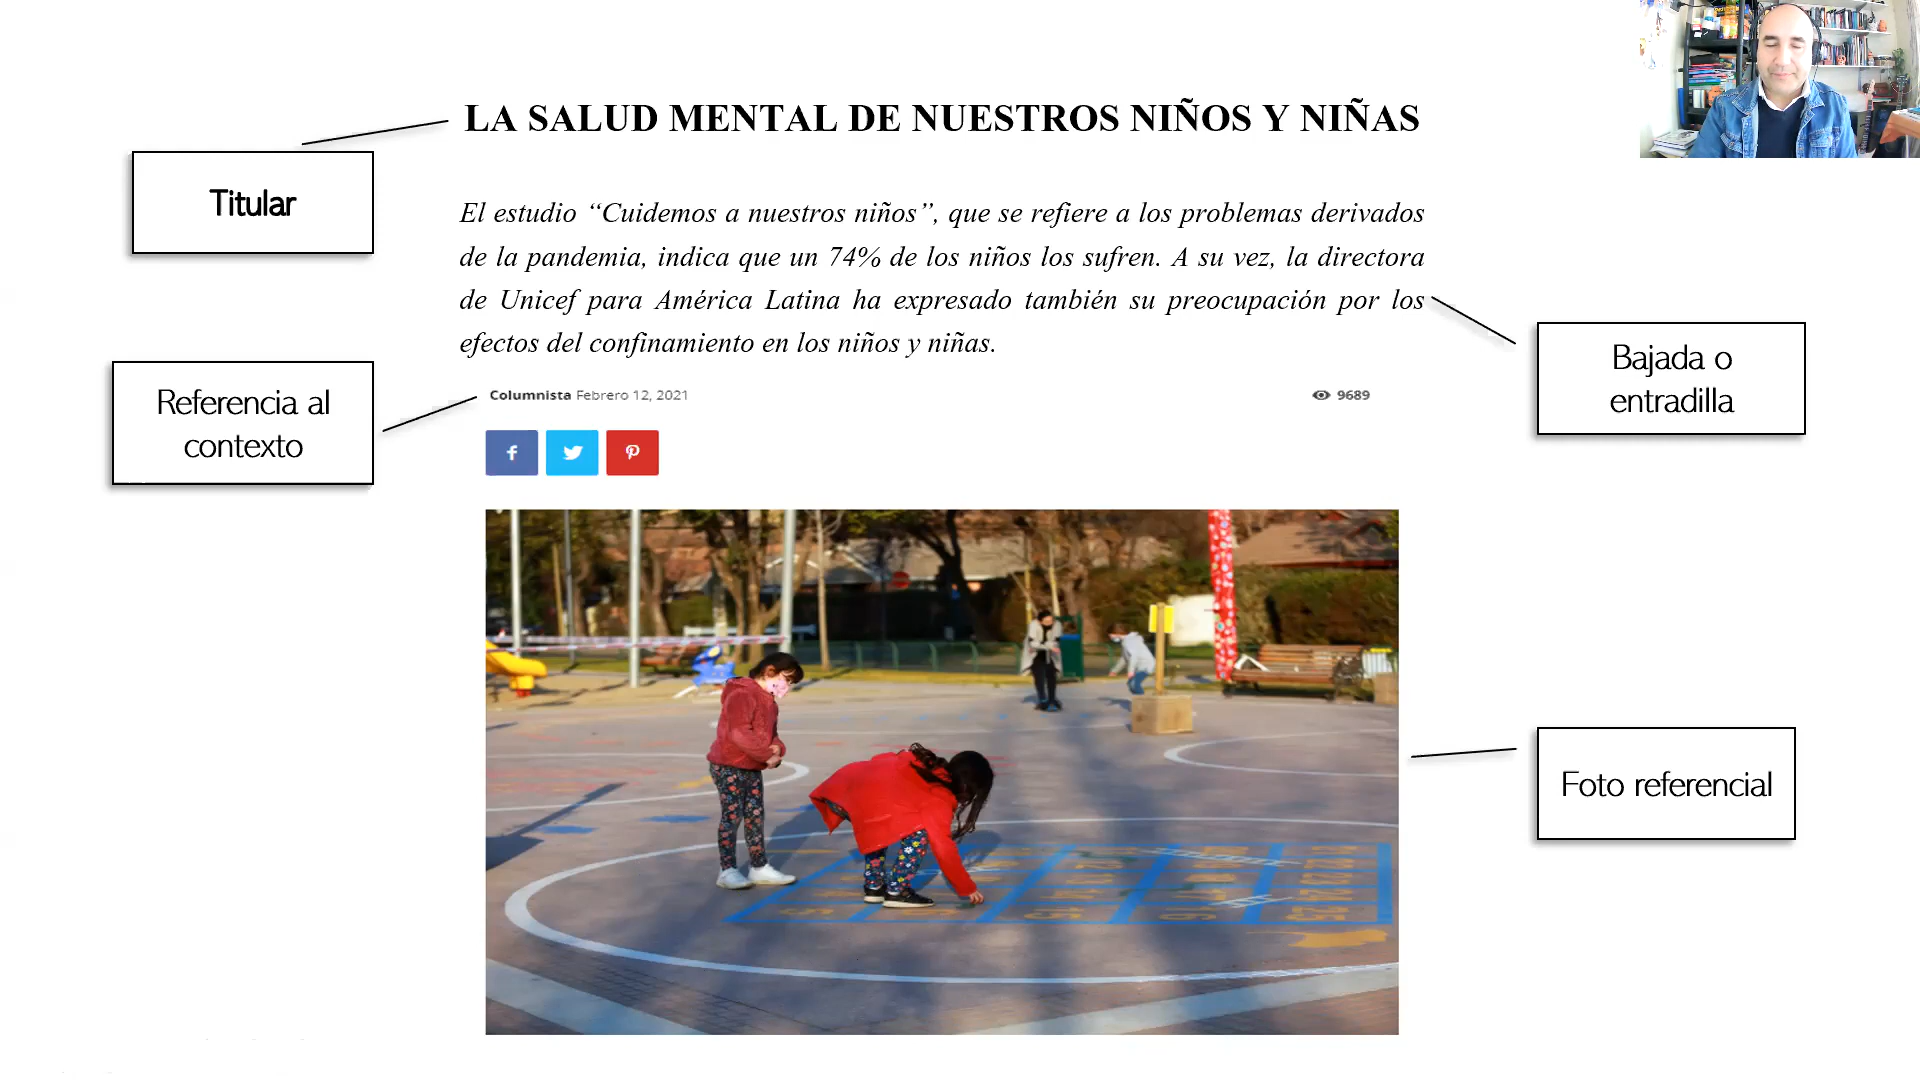 LA SALUD MENTAL DE NUESTROS NIÑOS Y NIÑAS
Titular
El estudio “Cuidemos a nuestros niños”, que se refiere a los problemas derivados
de la pandemia, indica que un 74% de los niños los sufren. A su vez, la directora
de Unicef para América Latina ha expresado también su preocupación por los
efectos del confinamiento en los niños y niñas.
Bajada o
entradilla
Referencia al
contexto
Columnista Febrero 12, 2021
9689
Foto referencial